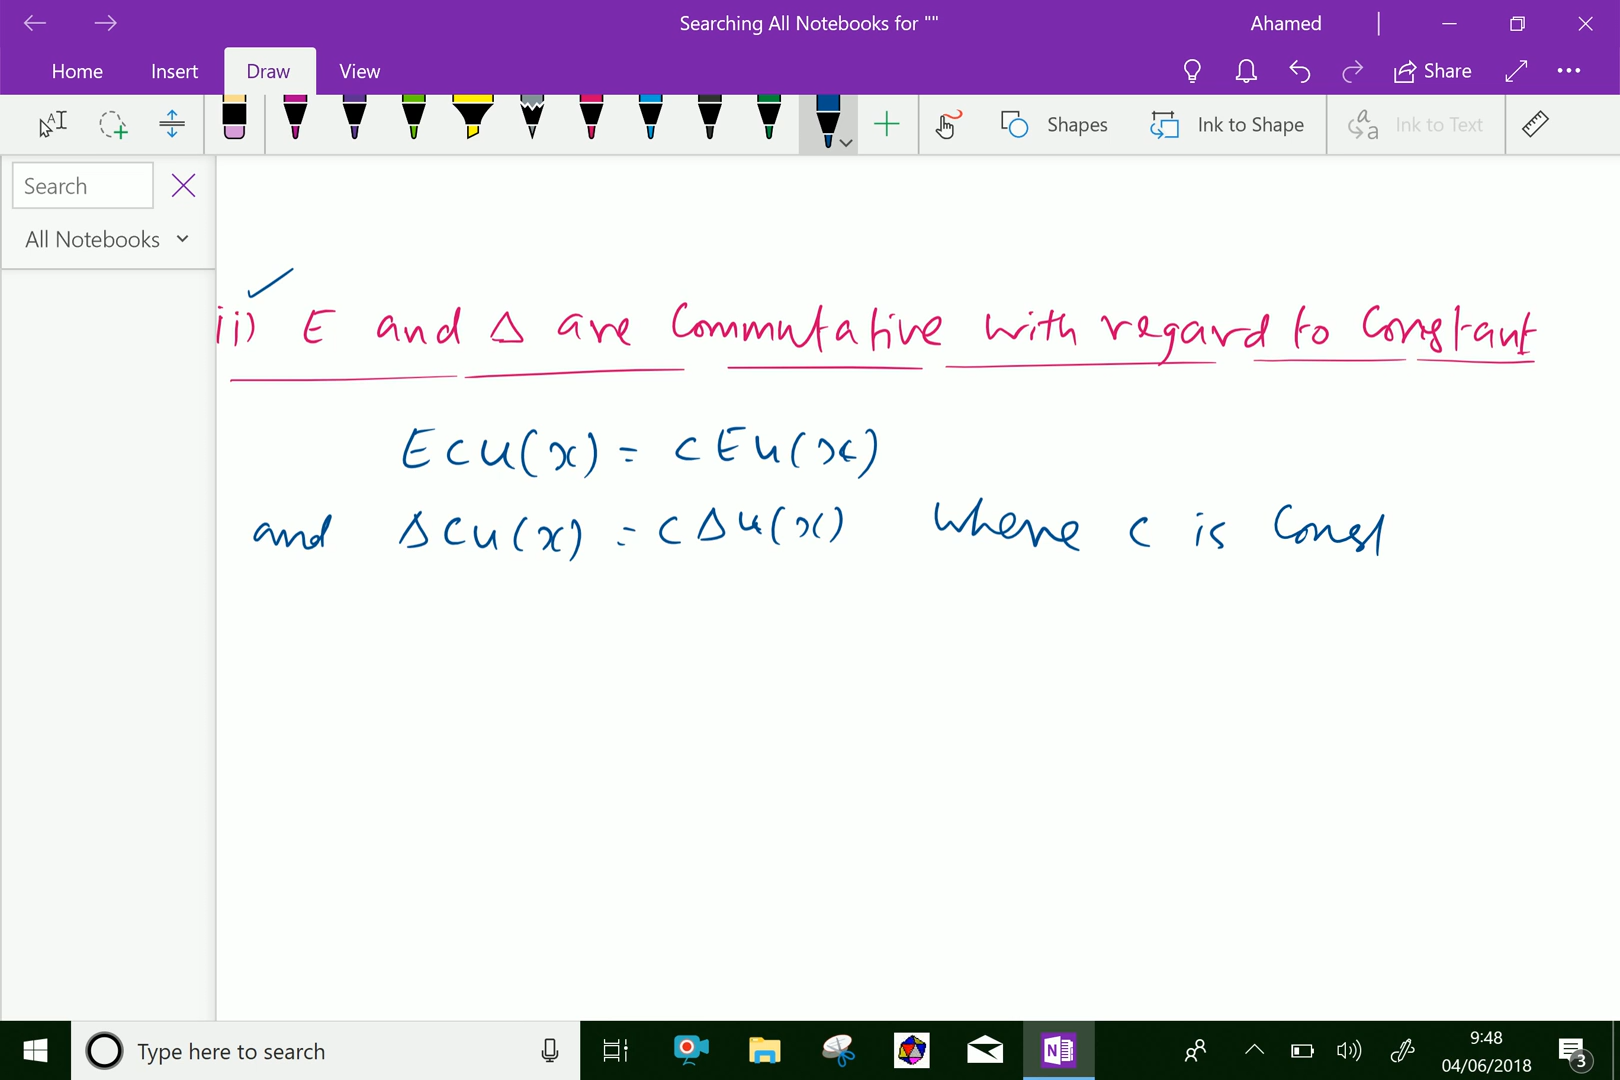 Searching All Notebooks for ""
Ahamed
Home Insert Draw View
Share
Shapes
Ink to Shape
Ink to Text
Search
All Notebooks
ii) E and Δ are Commutative with regard to Constant
E C U(x) = C E u(x)
and Δ C u(x) = C Δ u(x) where C is Const
Type here to search
9:48
04/06/2018
3